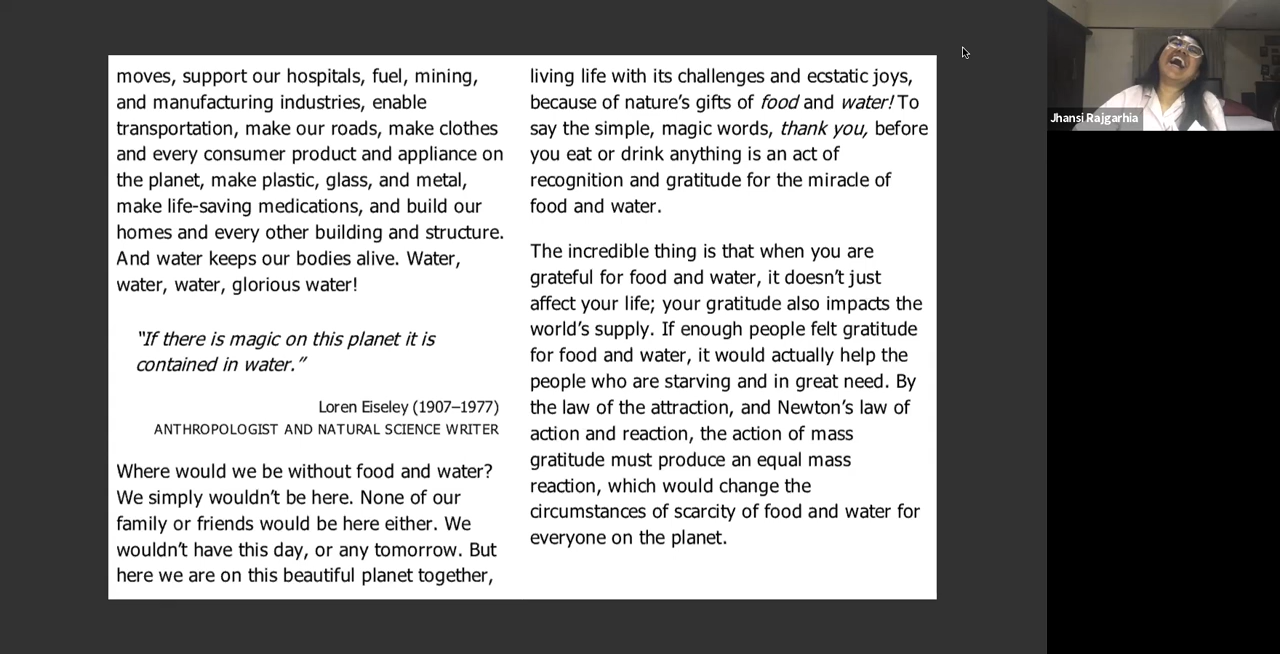 moves, support our hospitals, fuel, mining,
and manufacturing industries, enable
transportation, make our roads, make clothes
and every consumer product and appliance on
the planet, make plastic, glass, and metal,
make life-saving medications, and build our
homes and every other building and structure.
And water keeps our bodies alive. Water,
water, water, glorious water!
“If there is magic on this planet it is
contained in water.”
Loren Eiseley (1907–1977)
ANTHROPOLOGIST AND NATURAL SCIENCE WRITER
Where would we be without food and water?
We simply wouldn’t be here. None of our
family or friends would be here either. We
wouldn’t have this day, or any tomorrow. But
here we are on this beautiful planet together,
living life with its challenges and ecstatic joys,
because of nature’s gifts of food and water! To
say the simple, magic words, thank you, before
you eat or drink anything is an act of
recognition and gratitude for the miracle of
food and water.
The incredible thing is that when you are
grateful for food and water, it doesn’t just
affect your life; your gratitude also impacts the
world’s supply. If enough people felt gratitude
for food and water, it would actually help the
people who are starving and in great need. By
the law of the attraction, and Newton’s law of
action and reaction, the action of mass
gratitude must produce an equal mass
reaction, which would change the
circumstances of scarcity of food and water for
everyone on the planet.
Jhansi Rajgarhia